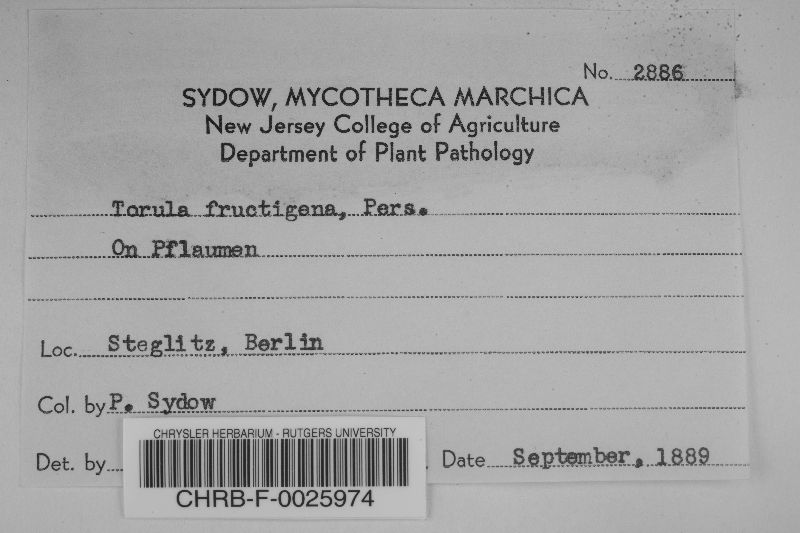 No. 2886
SYDOW, MYCOTHECA MARCHICA
New Jersey College of Agriculture
Department of Plant Pathology
Torula fructigena, Pers.
On Pflaumen
Loc. Steglitz, Berlin
Col. by P. Sydow
Det. by Date September, 1889
CHRYSLER HERBARIUM - RUTGERS UNIVERSITY
CHRB-F-0025974